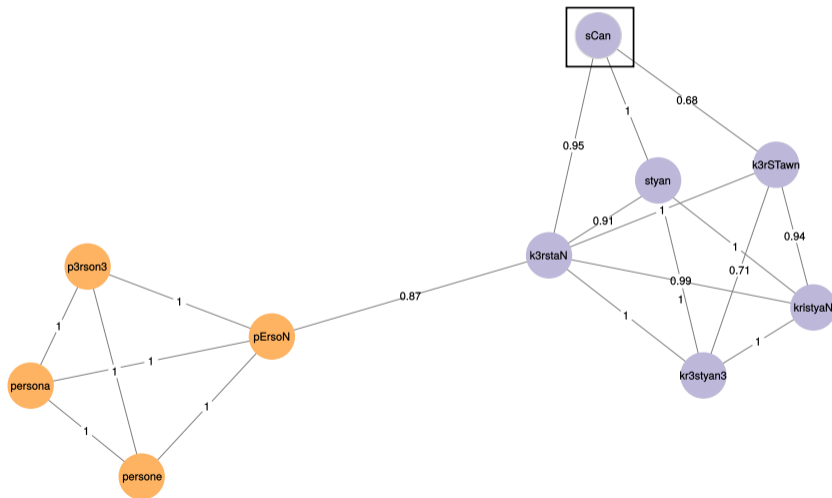 sCan
0.68
1
0.95
k3rSTawn
styan
1
0.91
0.94
1
k3rstaN
p3rson3
0.71
0.99
0.87
1
1
kristyaN
1
1
pErsoN
1
1
1
1
kr3styan3
persona
1
1
persone